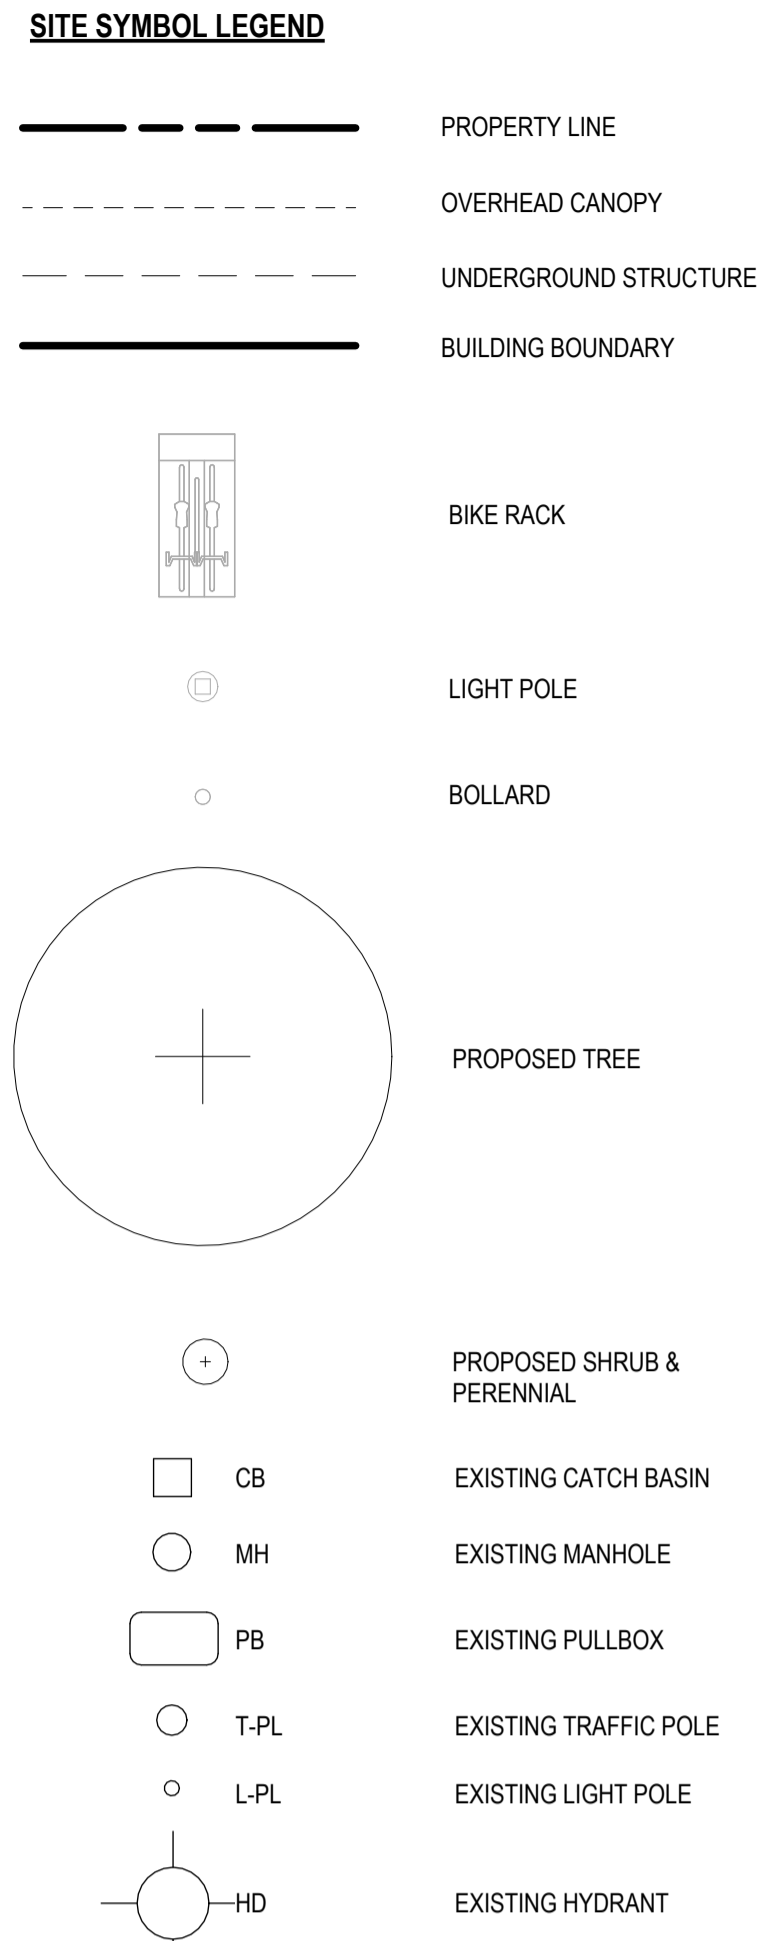 SITE SYMBOL LEGEND
PROPERTY LINE
OVERHEAD CANOPY
UNDERGROUND STRUCTURE
BUILDING BOUNDARY
BIKE RACK
LIGHT POLE
BOLLARD
PROPOSED TREE
PROPOSED SHRUB &
PERENNIAL
CB EXISTING CATCH BASIN
MH EXISTING MANHOLE
PB EXISTING PULLBOX
T-PL EXISTING TRAFFIC POLE
L-PL EXISTING LIGHT POLE
HD EXISTING HYDRANT